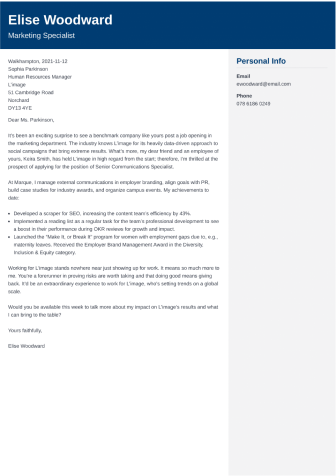 Elise Woodward
Marketing Specialist
Walkhampton, 2021-11-12
Sophia Parkinson
Human Resources Manager
L'image
51 Cambridge Road
Norchard
OY13 4YE
Dear Ms. Parkinson,
It's been an exciting surprise to see a benchmark company like yours post a job opening in
the marketing department. The industry knows L'image for its heavily data-driven approach to
social campaigns that bring extreme results. What's more, my dear friend and an employee of
yours, Keira Smith, has held L'image in high regard from the start; therefore, I'm thrilled at the
prospect of applying for the position of Senior Communications Specialist.
At Marque, I manage external communications in employer branding, align goals with PR,
build case studies for industry awards, and organize campus events. My achievements to
date:
• Developed a scraper for SEO, increasing the content team's efficiency by 43%.
• Implemented a reading list as a regular task for the team's professional development to see
a boost in their performance during OKR reviews for growth and impact.
• Launched the "Make It, or Break It" program for women with employment gaps due to, e.g.,
maternity leaves. Received the Employer Brand Management Award in the Diversity,
Inclusion & Equity category.
Working for L'image stands nowhere near just showing up for work. It means so much more to
me. You're a forerunner in proving risks are worth taking and that doing good means giving
back. It'd be an extraordinary experience to work for L'image, who's setting trends on a global
scale.
Would you be available this week to talk more about my impact on L'image's results and what
I can bring to the table?
Yours faithfully,
Elise Woodward
Personal Info
Email
ewoodward@email.com
Phone
078 6186 0249